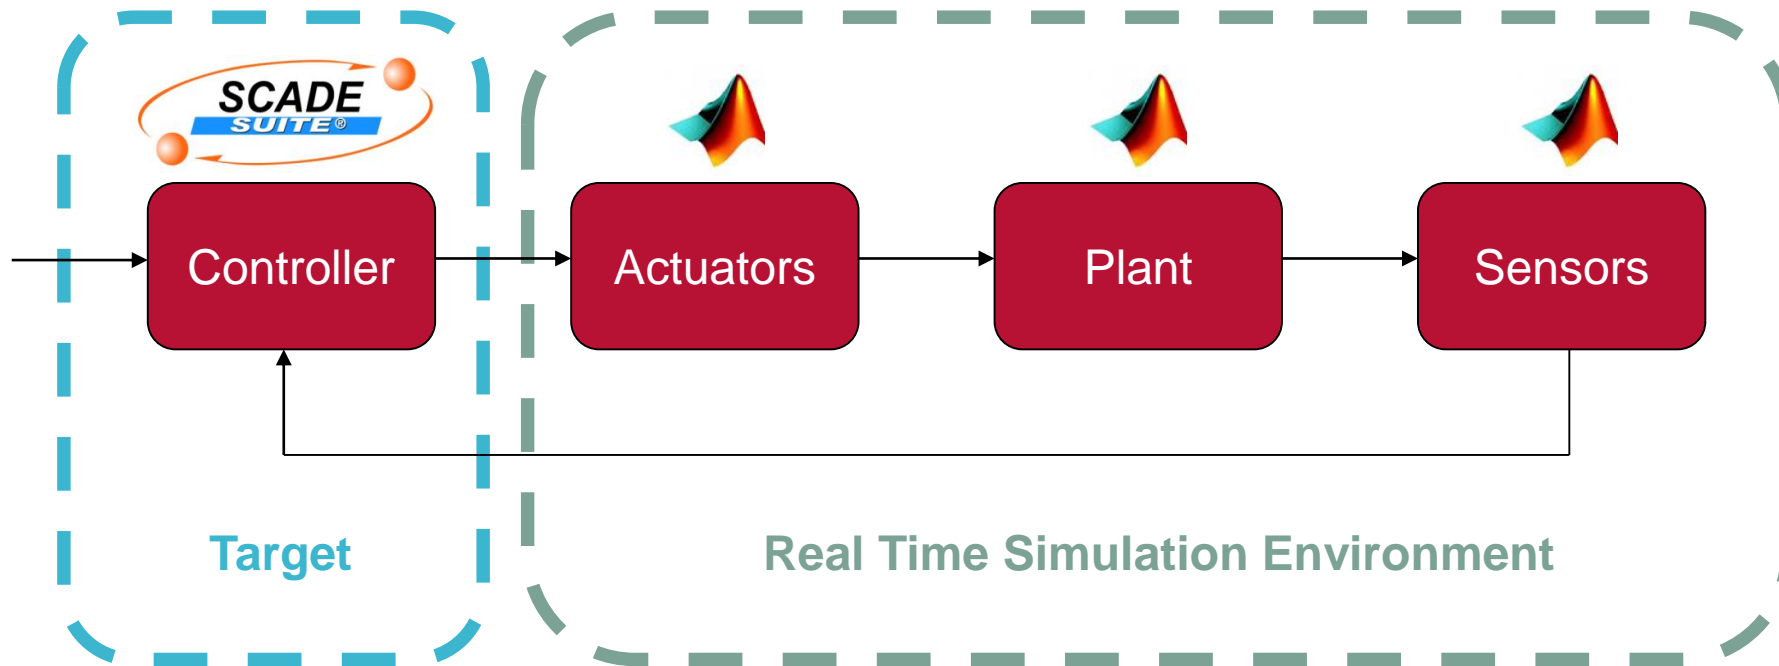 SCADE
SUITE®
Controller
Actuators
Plant
Sensors
Target
Real Time Simulation Environment